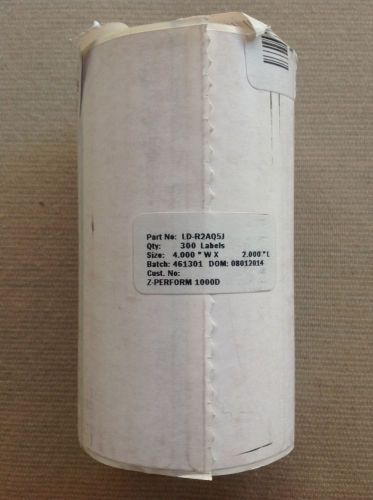 Part No: LD-R2AQ5J
Qty: 300 Labels
Size: 4.000 " W X 2.000 " L
Batch: 461301 DOM: 08012014
Cust. No:
Z-PERFORM 1000D